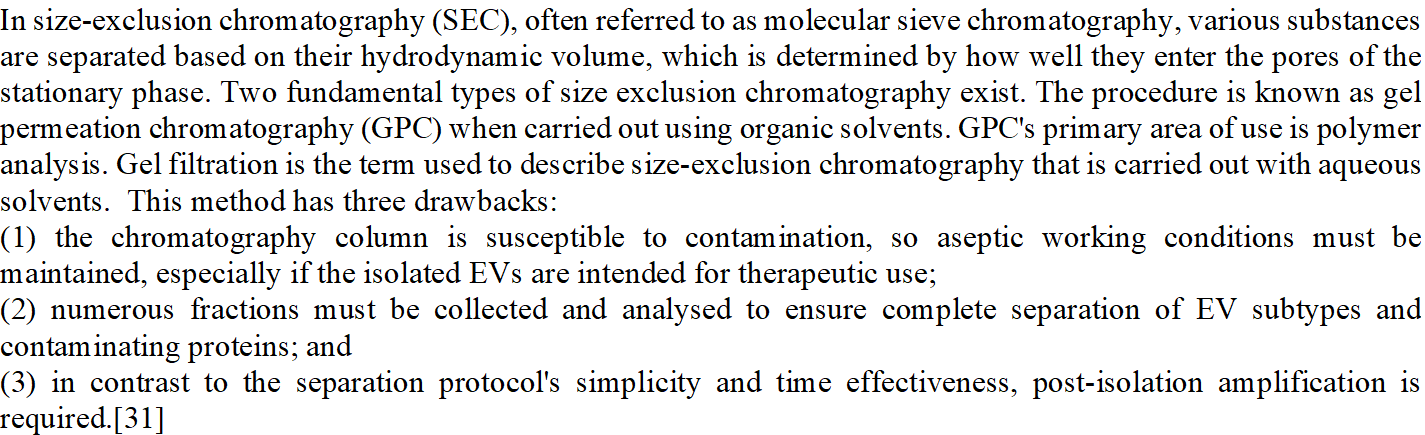 In size-exclusion chromatography (SEC), often referred to as molecular sieve chromatography, various substances
are separated based on their hydrodynamic volume, which is determined by how well they enter the pores of the
stationary phase. Two fundamental types of size exclusion chromatography exist. The procedure is known as gel
permeation chromatography (GPC) when carried out using organic solvents. GPC's primary area of use is polymer
analysis. Gel filtration is the term used to describe size-exclusion chromatography that is carried out with aqueous
solvents.  This method has three drawbacks:
(1) the chromatography column is susceptible to contamination, so aseptic working conditions must be
maintained, especially if the isolated EVs are intended for therapeutic use;
(2) numerous fractions must be collected and analysed to ensure complete separation of EV subtypes and
contaminating proteins; and
(3) in contrast to the separation protocol's simplicity and time effectiveness, post-isolation amplification is
required.[31]